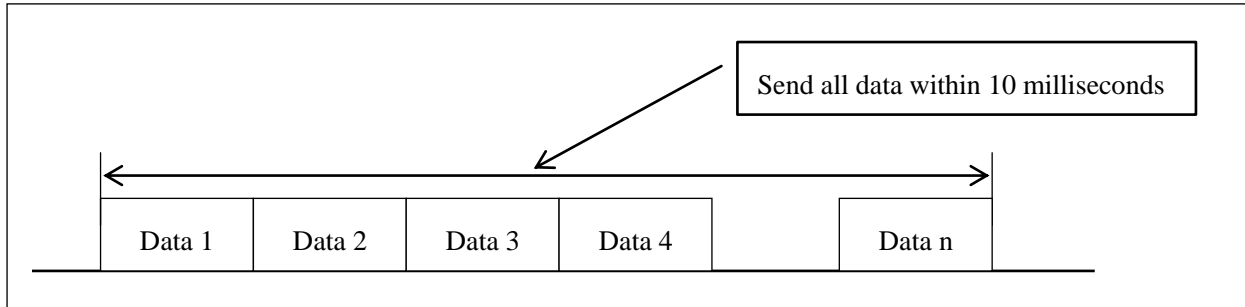 Send all data within 10 milliseconds
Data 1
Data 2
Data 3
Data 4
Data n